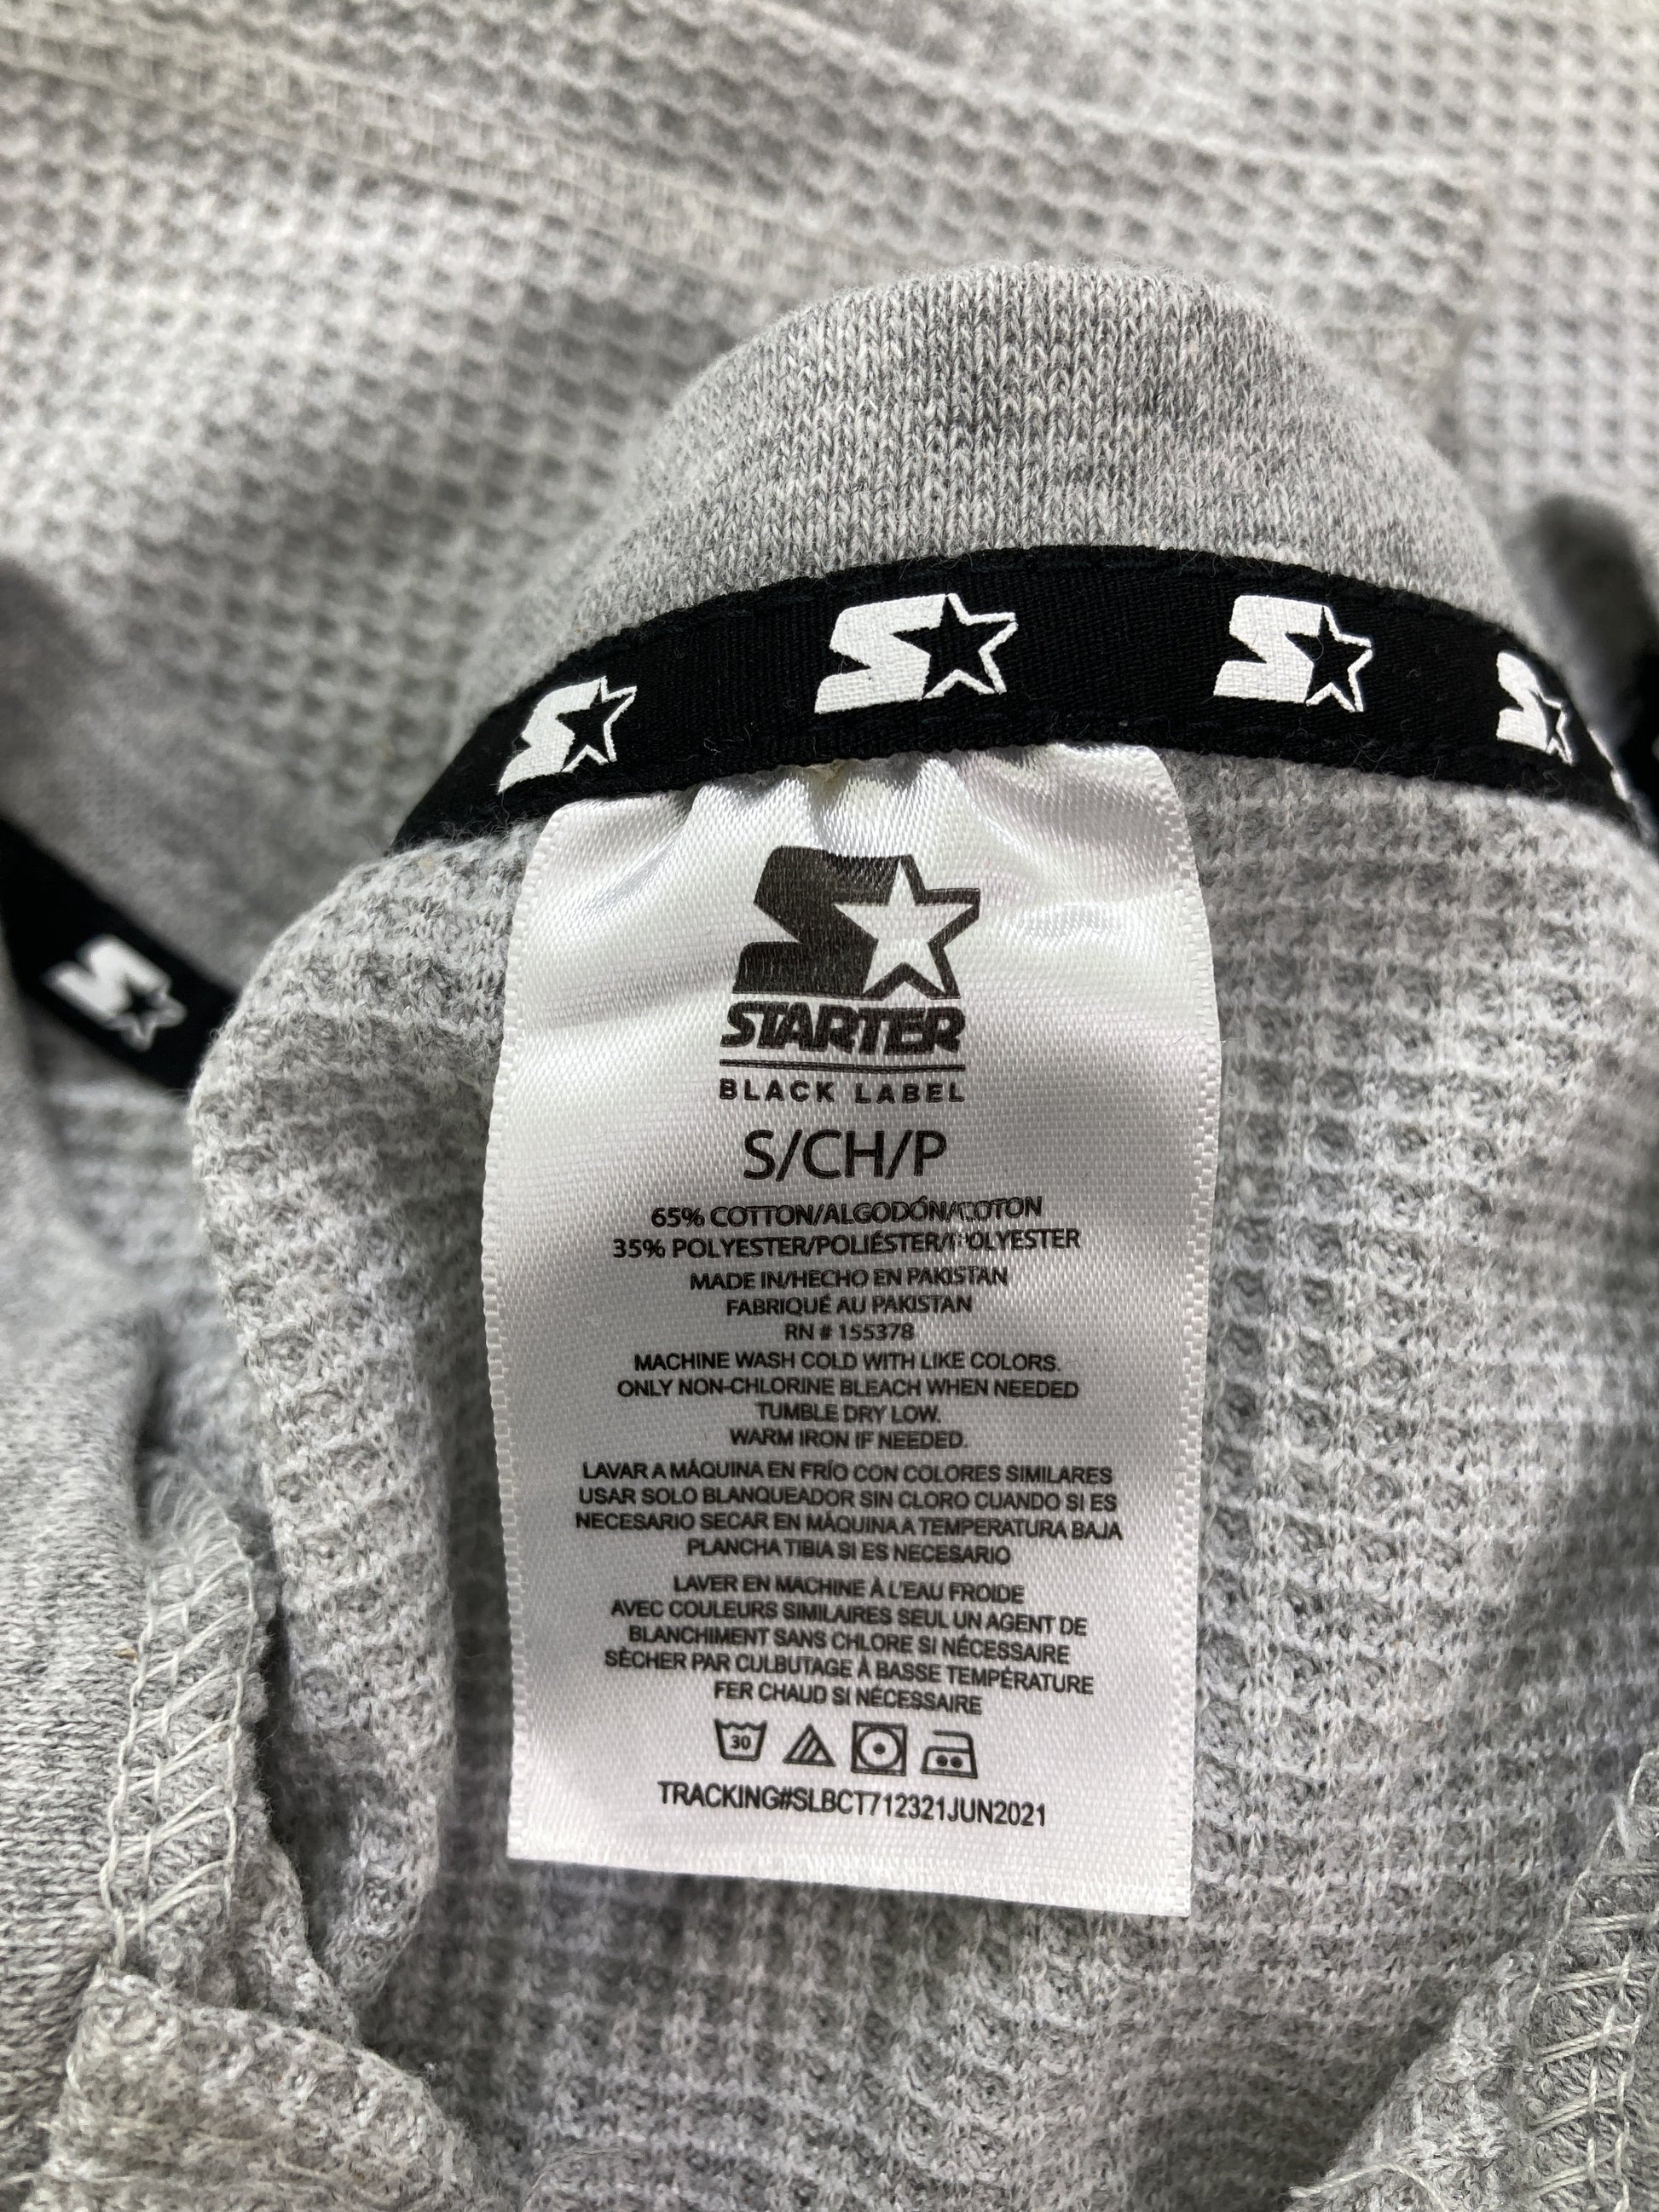 STARTER
BLACK LABEL
S/CH/P
65% COTTON/ALGODÓN/COTON
35% POLYESTER/POLIÉSTER/POLYESTER
MADE IN/HECHO EN PAKISTAN
FABRIQUÉ AU PAKISTAN
RN # 155378
MACHINE WASH COLD WITH LIKE COLORS.
ONLY NON-CHLORINE BLEACH WHEN NEEDED
TUMBLE DRY LOW.
WARM IRON IF NEEDED.
LAVAR A MÁQUINA EN FRÍO CON COLORES SIMILARES
USAR SOLO BLANQUEADOR SIN CLORO CUANDO SI ES
NECESARIO SECAR EN MÁQUINA A TEMPERATURA BAJA
PLANCHA TIBIA SI ES NECESARIO
LAVER EN MACHINE À L'EAU FROIDE
AVEC COULEURS SIMILAIRES SEUL UN AGENT DE
BLANCHIMENT SANS CHLORE SI NÉCESSAIRE
SÈCHER PAR CULBUTAGE À BASSE TEMPÉRATURE
FER CHAUD SI NÉCESSAIRE
30
TRACKING#SLBCT712321JUN2021